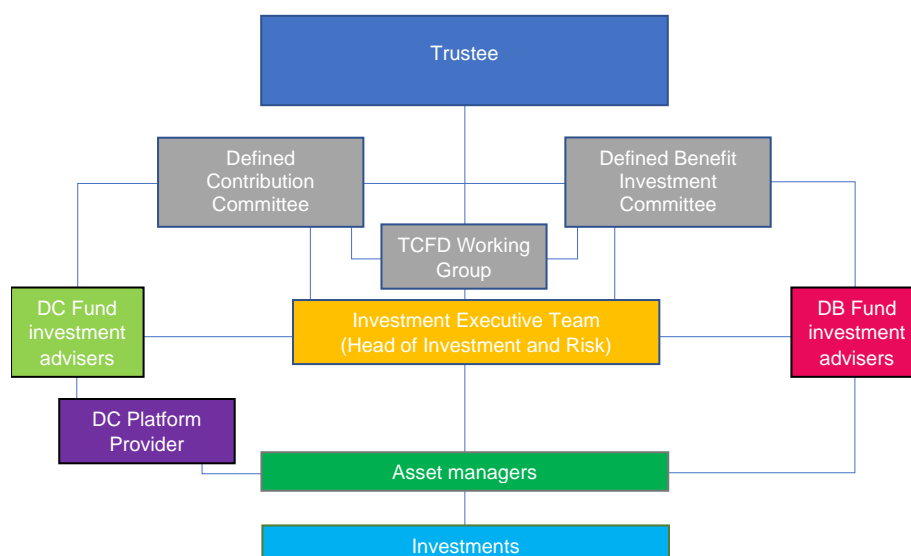 Trustee
Defined
Contribution
Committee
Defined Benefit
Investment
Committee
TCFD Working
Group
DC Fund
investment
advisers
Investment Executive Team
(Head of Investment and Risk)
DB Fund
investment
advisers
DC Platform
Provider
Asset managers
Investments